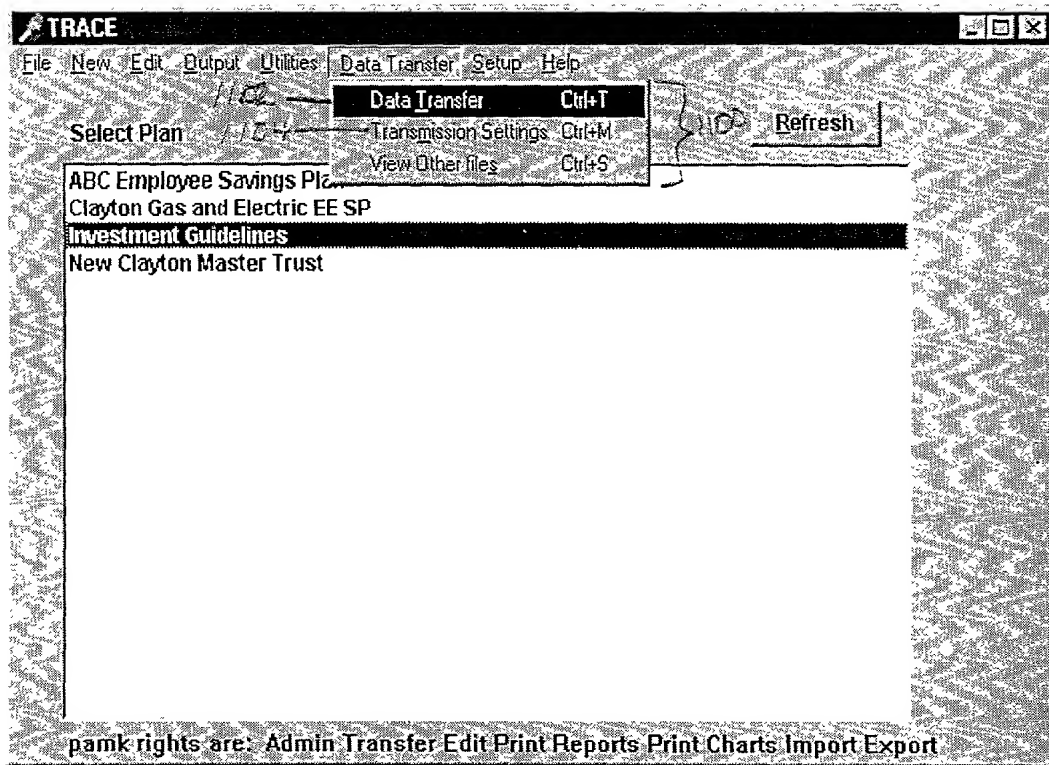 TRACE
File New Edit Output Utilities Data Transfer Setup Help
1102 Data Transfer Ctrl+T
Select Plan 1104 Transmission Settings Ctrl+M 1100 Refresh
View Other files Ctrl+S
ABC Employee Savings
Clayton Gas and Electric EE SP
Investment Guidelines
New Clayton Master Trust
pamk rights are: Admin Transfer Edit Print Reports Print Charts Import Export